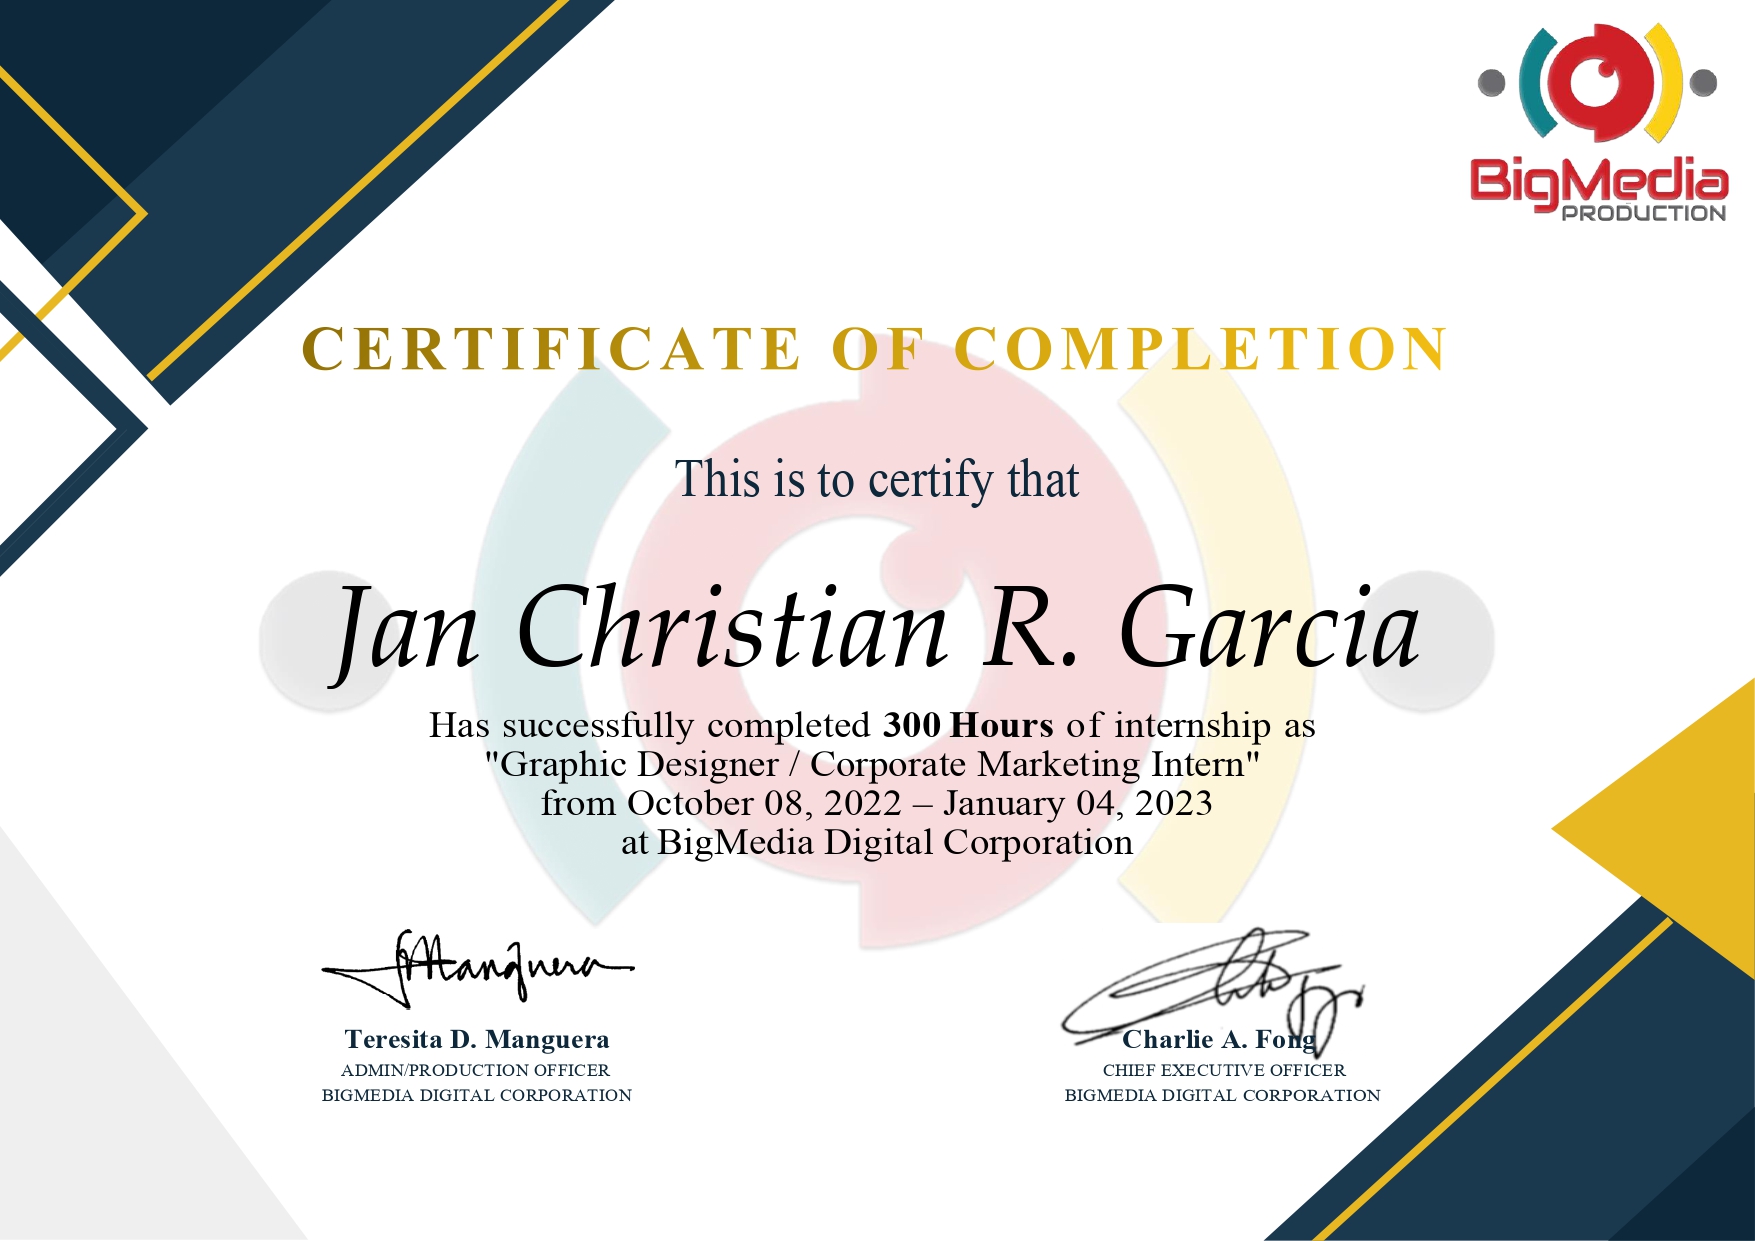 BigMedia
PRODUCTION
CERTIFICATE OF COMPLETION
This is to certify that
Jan Christian R. Garcia
Has successfully completed 300 Hours of internship as
"Graphic Designer / Corporate Marketing Intern"
from October 08, 2022 – January 04, 2023
at BigMedia Digital Corporation
Teresita D. Manguera
ADMIN/PRODUCTION OFFICER
BIGMEDIA DIGITAL CORPORATION
Charlie A. Fong
CHIEF EXECUTIVE OFFICER
BIGMEDIA DIGITAL CORPORATION